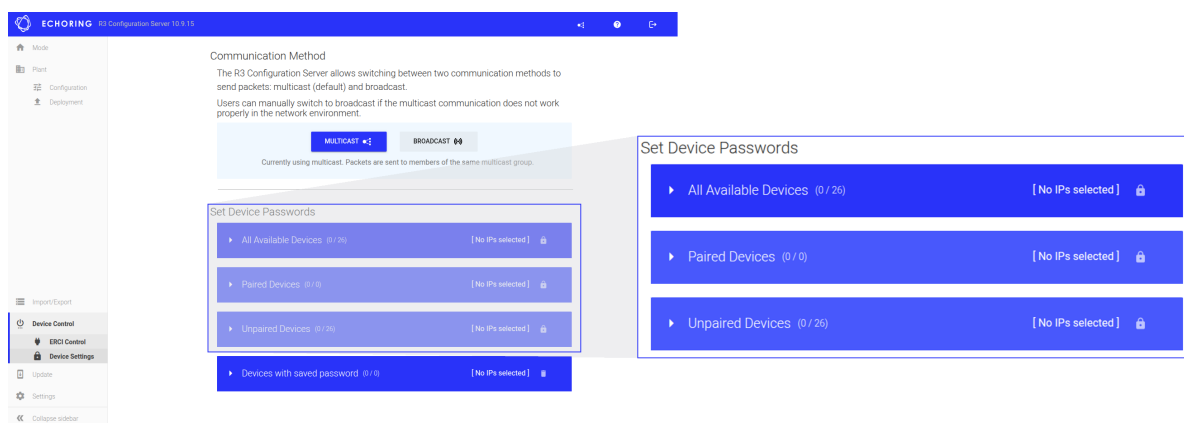 ECHORING R3 Configuration Server 10.9.15
Mode
Plant
Configuration
Deployment
Import/Export
Device Control
ERCI Control
Device Settings
Update
Settings
Collapse sidebar
Communication Method
The R3 Configuration Server allows switching between two communication methods to
send packets: multicast (default) and broadcast.
Users can manually switch to broadcast if the multicast communication does not work
properly in the network environment.
MULTICAST
BROADCAST
Currently using multicast. Packets are sent to members of the same multicast group.
Set Device Passwords
All Available Devices (0 / 26) [ No IPs selected ]
Paired Devices (0 / 0) [ No IPs selected ]
Unpaired Devices (0 / 26) [ No IPs selected ]
Devices with saved password (0 / 0) [ No IPs selected ]
Set Device Passwords
All Available Devices (0 / 26) [ No IPs selected ]
Paired Devices (0 / 0) [ No IPs selected ]
Unpaired Devices (0 / 26) [ No IPs selected ]